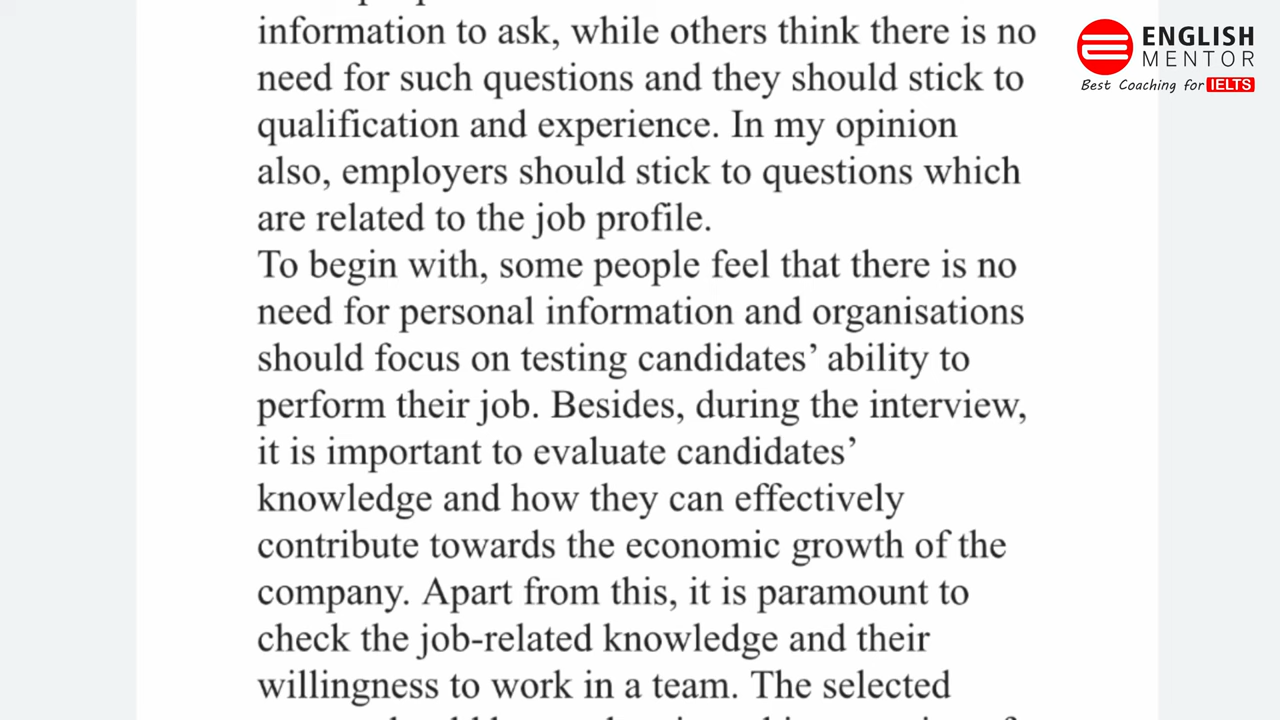 information to ask, while others think there is no
need for such questions and they should stick to
qualification and experience. In my opinion
also, employers should stick to questions which
are related to the job profile.
To begin with, some people feel that there is no
need for personal information and organisations
should focus on testing candidates’ ability to
perform their job. Besides, during the interview,
it is important to evaluate candidates’
knowledge and how they can effectively
contribute towards the economic growth of the
company. Apart from this, it is paramount to
check the job-related knowledge and their
willingness to work in a team. The selected
ENGLISH
MENTOR
Best Coaching for IELTS